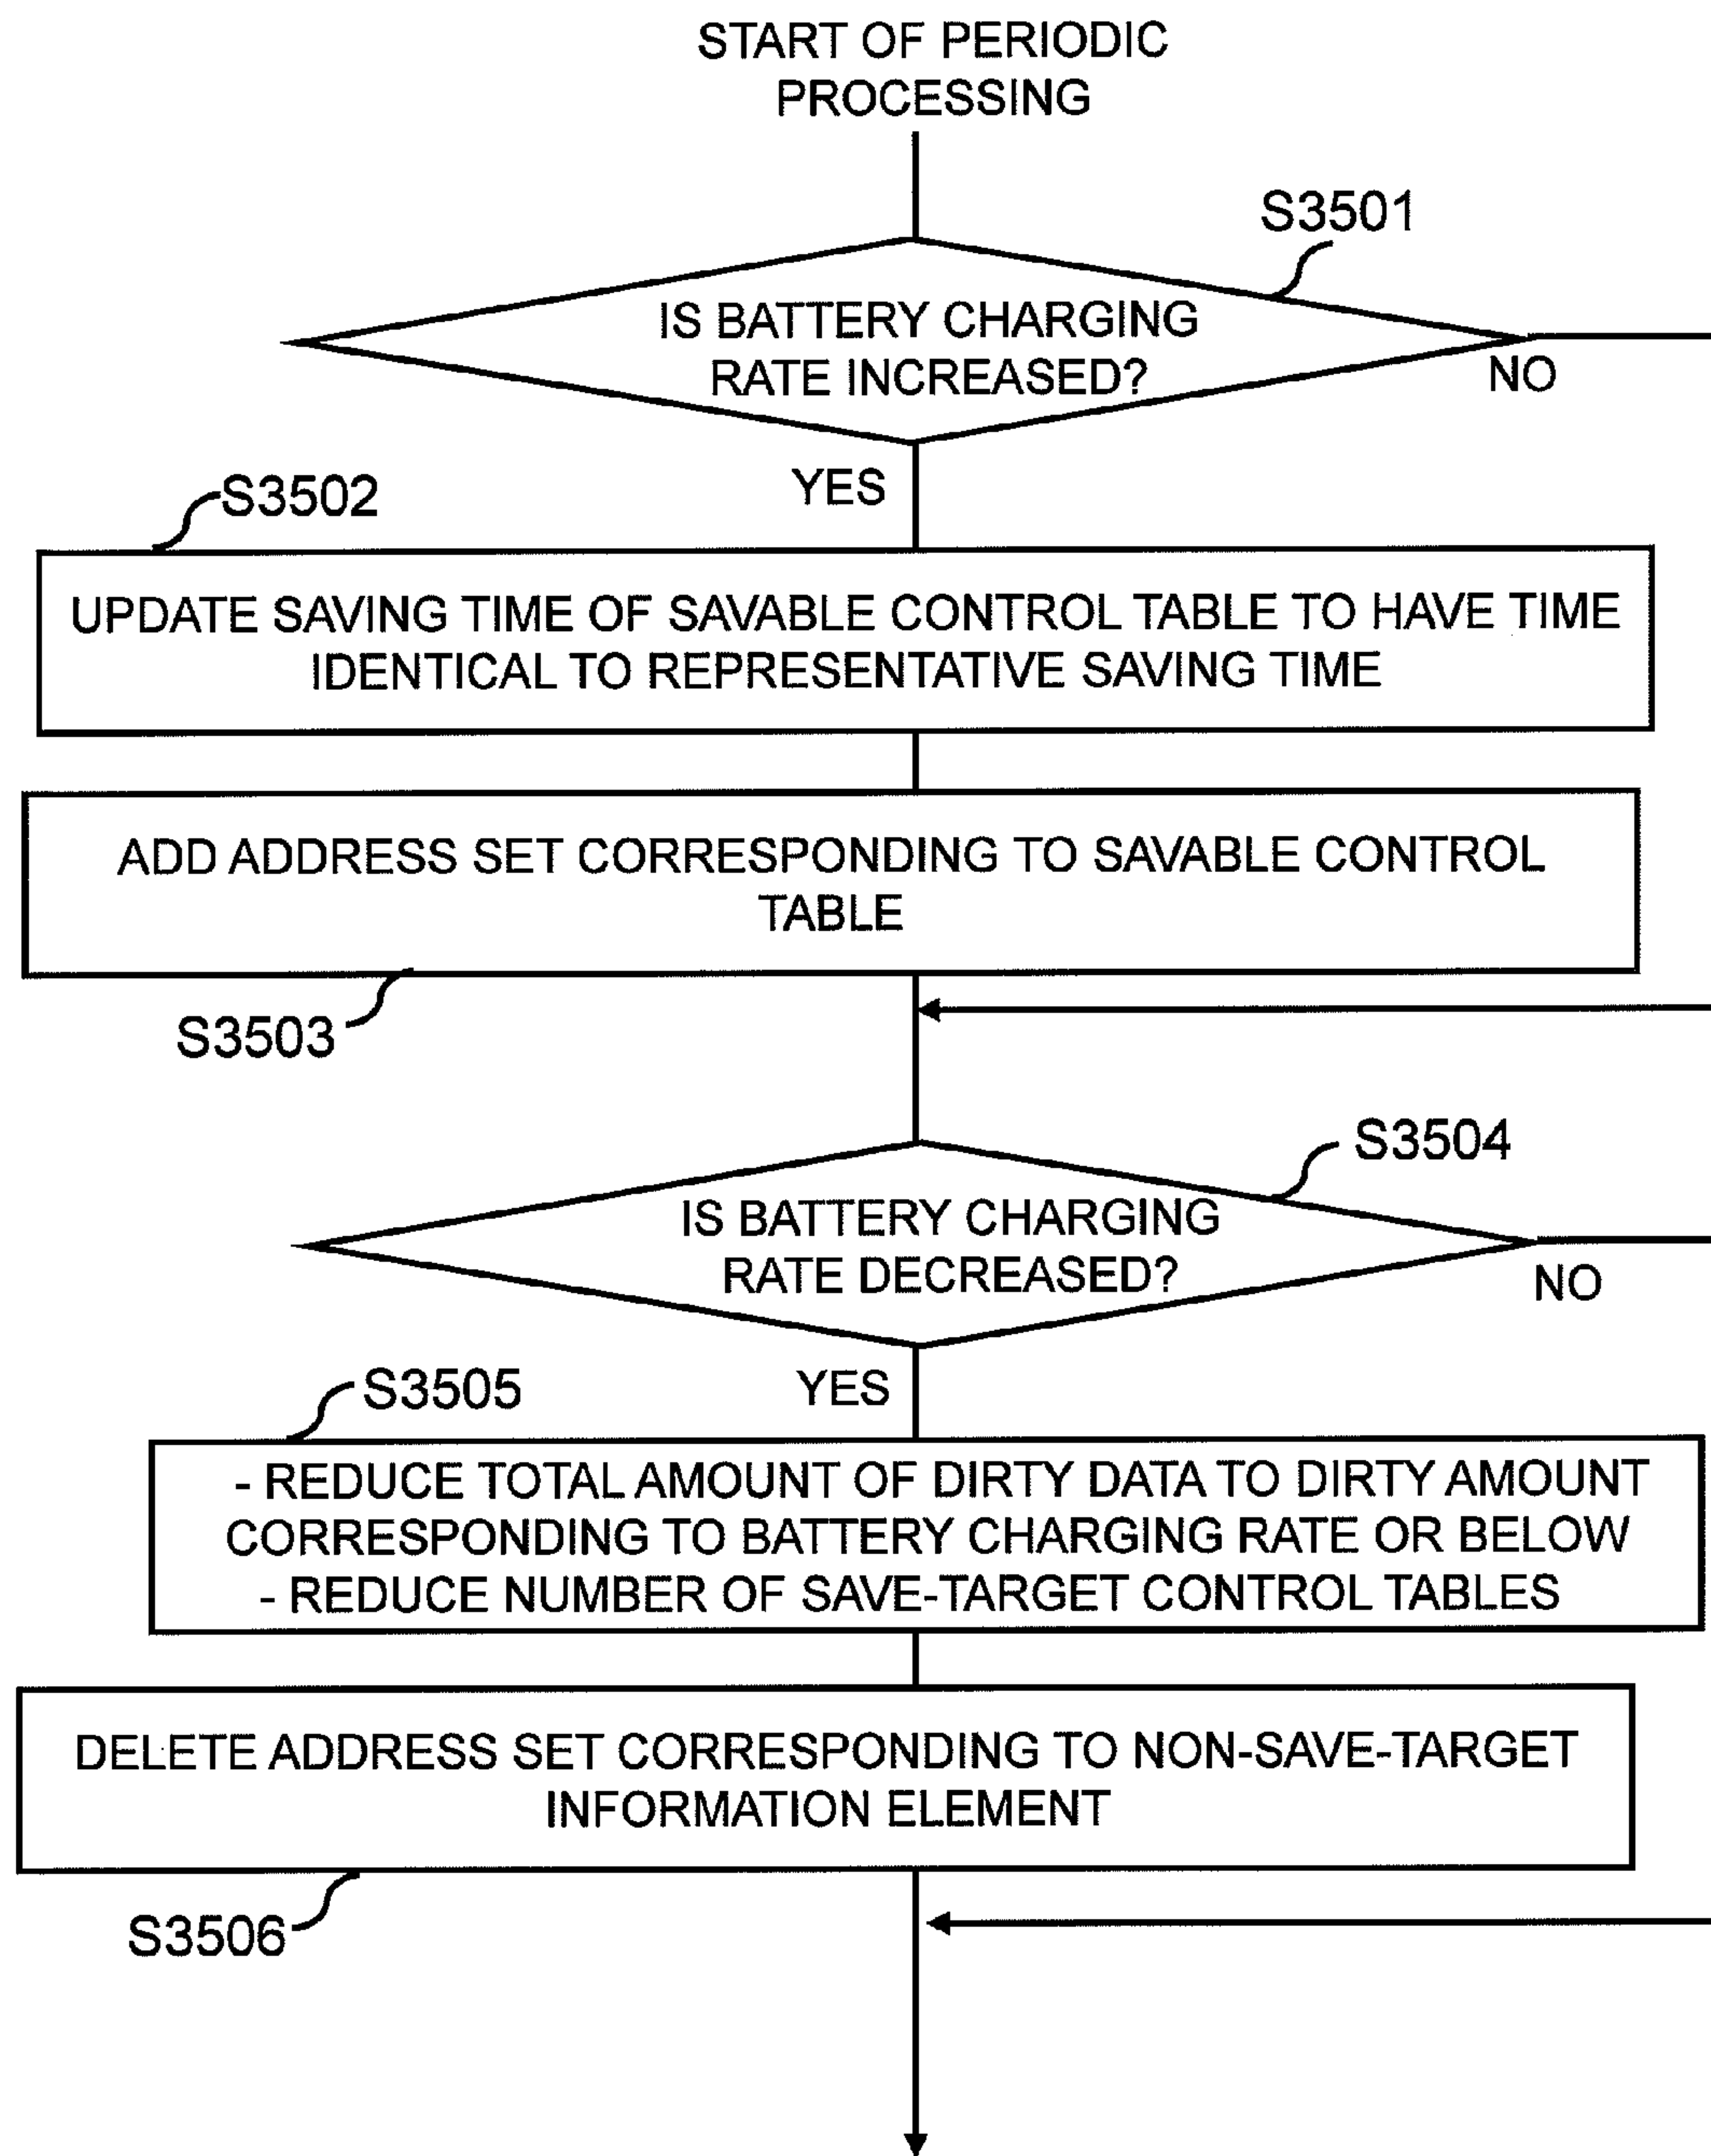 START OF PERIODIC
PROCESSING
S3501
IS BATTERY CHARGING
RATE INCREASED?
NO
YES
S3502
UPDATE SAVING TIME OF SAVABLE CONTROL TABLE TO HAVE TIME
IDENTICAL TO REPRESENTATIVE SAVING TIME
ADD ADDRESS SET CORRESPONDING TO SAVABLE CONTROL
TABLE
S3503
S3504
IS BATTERY CHARGING
RATE DECREASED?
NO
YES
S3505
- REDUCE TOTAL AMOUNT OF DIRTY DATA TO DIRTY AMOUNT
CORRESPONDING TO BATTERY CHARGING RATE OR BELOW
- REDUCE NUMBER OF SAVE-TARGET CONTROL TABLES
DELETE ADDRESS SET CORRESPONDING TO NON-SAVE-TARGET
INFORMATION ELEMENT
S3506